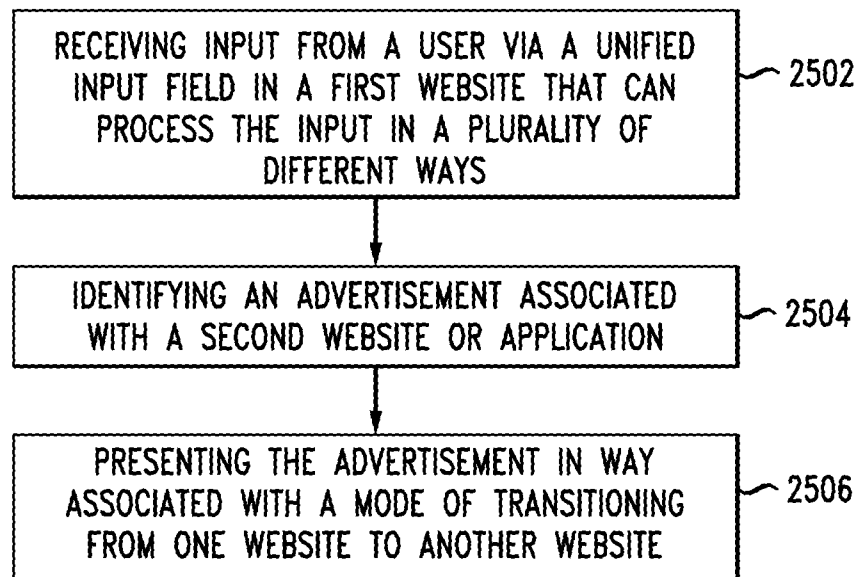 RECEIVING INPUT FROM A USER VIA A UNIFIED
INPUT FIELD IN A FIRST WEBSITE THAT CAN
PROCESS THE INPUT IN A PLURALITY OF
DIFFERENT WAYS
2502
IDENTIFYING AN ADVERTISEMENT ASSOCIATED
WITH A SECOND WEBSITE OR APPLICATION
2504
PRESENTING THE ADVERTISEMENT IN WAY
ASSOCIATED WITH A MODE OF TRANSITIONING
FROM ONE WEBSITE TO ANOTHER WEBSITE
2506